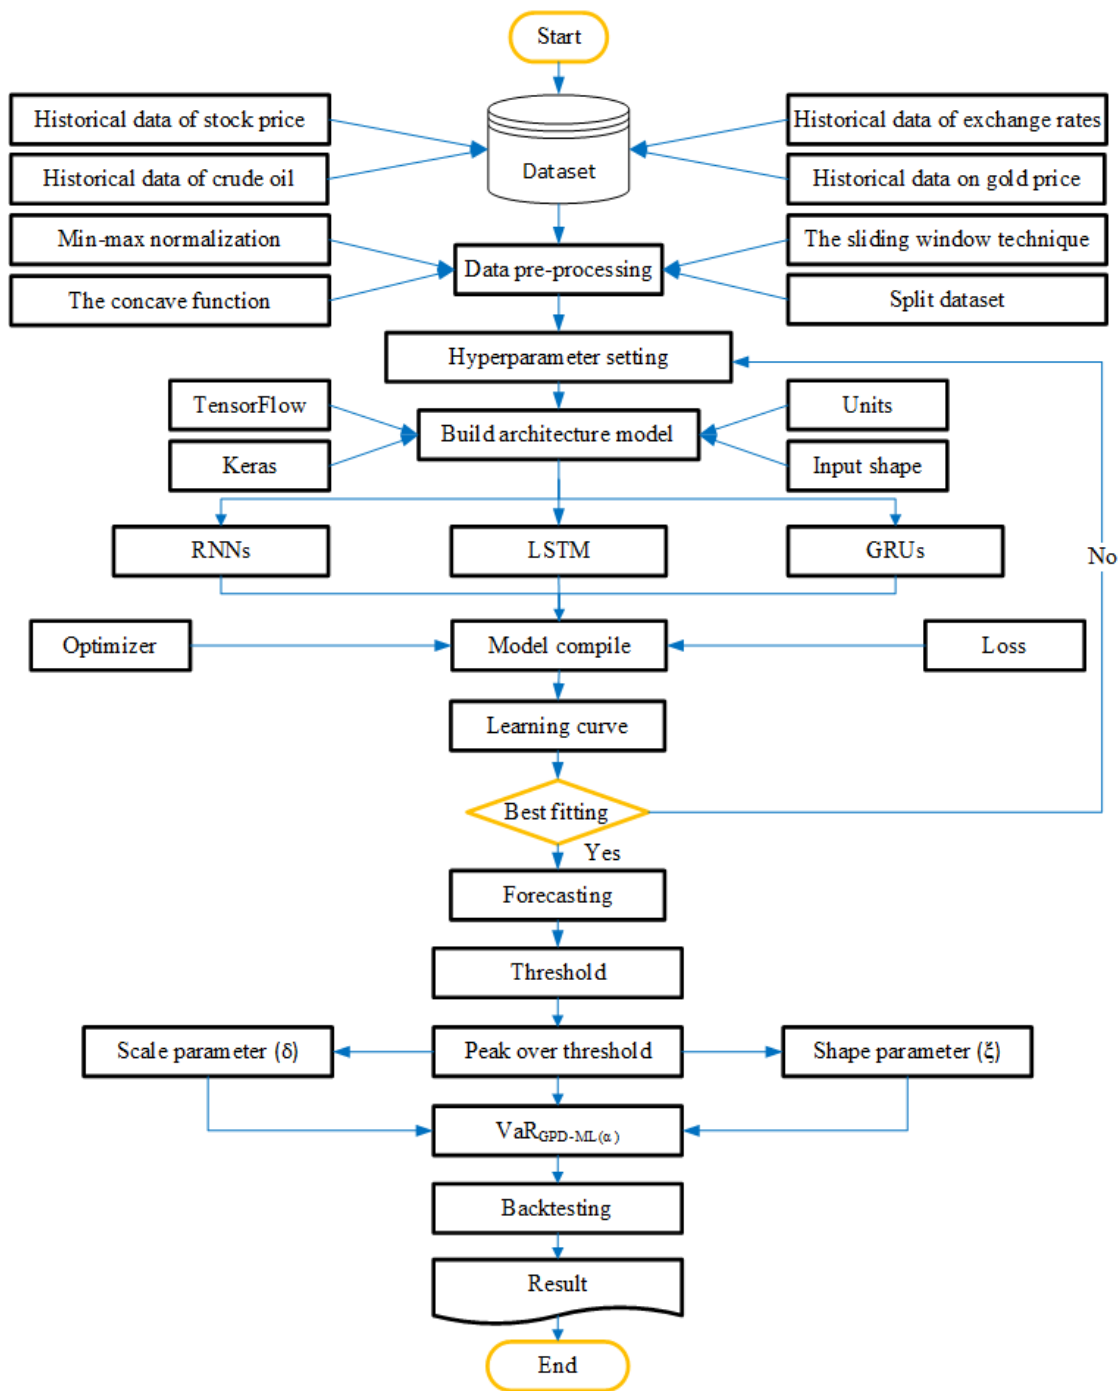 Start
Historical data of stock price
Historical data of exchange rates
Dataset
Historical data of crude oil
Historical data on gold price
Min-max normalization
The sliding window technique
Data pre-processing
The concave function
Split dataset
Hyperparameter setting
TensorFlow
Units
Build architecture model
Keras
Input shape
RNNs
LSTM
GRUs
No
Optimizer
Model compile
Loss
Learning curve
Best fitting
Yes
Forecasting
Threshold
Scale parameter (δ)
Peak over threshold
Shape parameter (ξ)
VaR GPD-ML(α)
Backtesting
Result
End